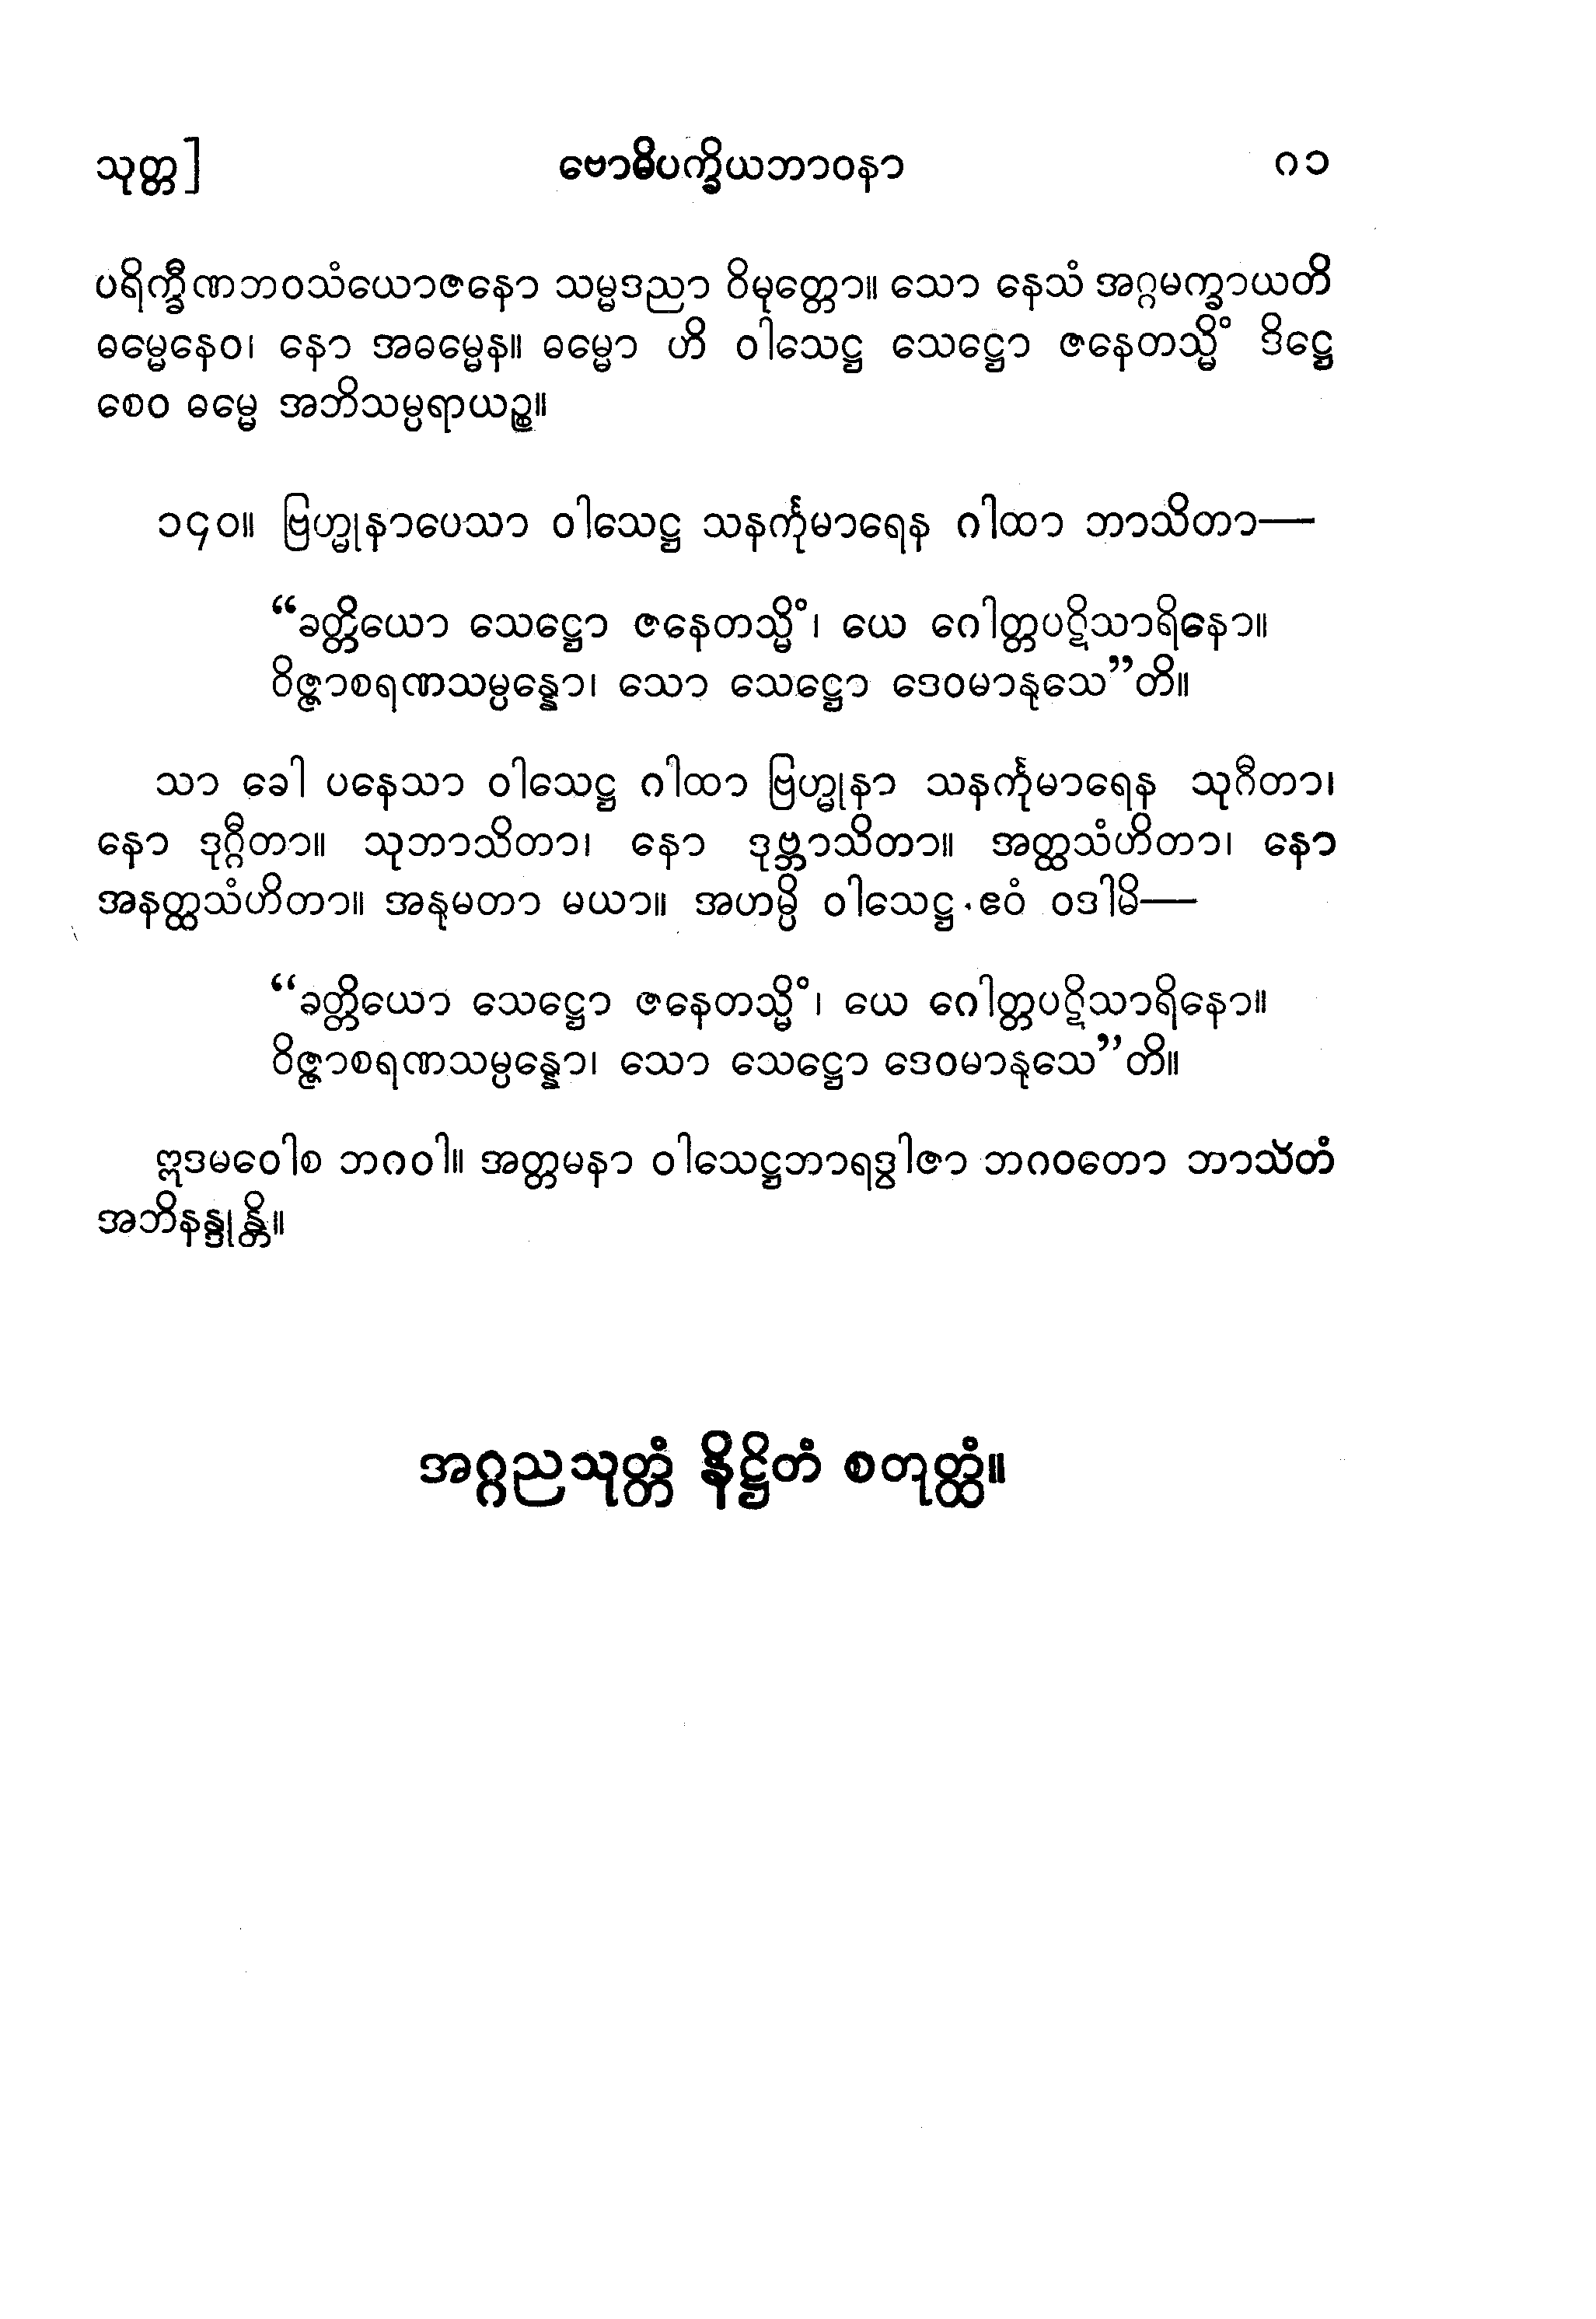 သုတ္တ]
ဗောဓိပက္ခိယဘာဝနာ
ဂ၁
ပရိက္ခီဏဘဝသံယောဇနော သမ္မဒညာ ဝိမုတ္တော။ သော နေသံ အဂ္ဂမက္ခာယတိ
ဓမ္မေနေဝ၊ နော အဓမ္မေန။ ဓမ္မော ဟိ ဝါသေဋ္ဌ သေဋ္ဌော ဇနေတသ္မိံ ဒိဋ္ဌေ
စေဝ ဓမ္မေ အဘိသမ္ပရာယဉ္စ။
၁၄၀။ ဗြဟ္မုနာပေသာ ဝါသေဋ္ဌ သနင်္ကုမာရေန ဂါထာ ဘာသိတာ—
“ခတ္တိယော သေဋ္ဌော ဇနေတသ္မိံ၊ ယေ ဂေါတ္တပဋိသာရိနော။
ဝိဇ္ဇာစရဏသမ္ပန္နော၊ သော သေဋ္ဌော ဒေဝမာနုသေ”တိ။
သာ ခေါ ပနေသာ ဝါသေဋ္ဌ ဂါထာ ဗြဟ္မုနာ သနင်္ကုမာရေန သုဂီတာ၊
နော ဒုဂ္ဂီတာ။ သုဘာသိတာ၊ နော ဒုဗ္ဘာသိတာ။ အတ္ထသံဟိတာ၊ နော
အနတ္ထသံဟိတာ။ အနုမတာ မယာ။ အဟမ္ပိ ဝါသေဋ္ဌ ဧဝံ ဝဒါမိ—
“ခတ္တိယော သေဋ္ဌော ဇနေတသ္မိံ၊ ယေ ဂေါတ္တပဋိသာရိနော။
ဝိဇ္ဇာစရဏသမ္ပန္နော၊ သော သေဋ္ဌော ဒေဝမာနုသေ”တိ။
ဣဒမဝေါစ ဘဂဝါ။ အတ္တမနာ ဝါသေဋ္ဌဘာရဒွါဇာ ဘဂဝတော ဘာသိတံ
အဘိနန္ဒုန္တိ။
အဂ္ဂညသုတ္တံ နိဋ္ဌိတံ စတုတ္ထံ။